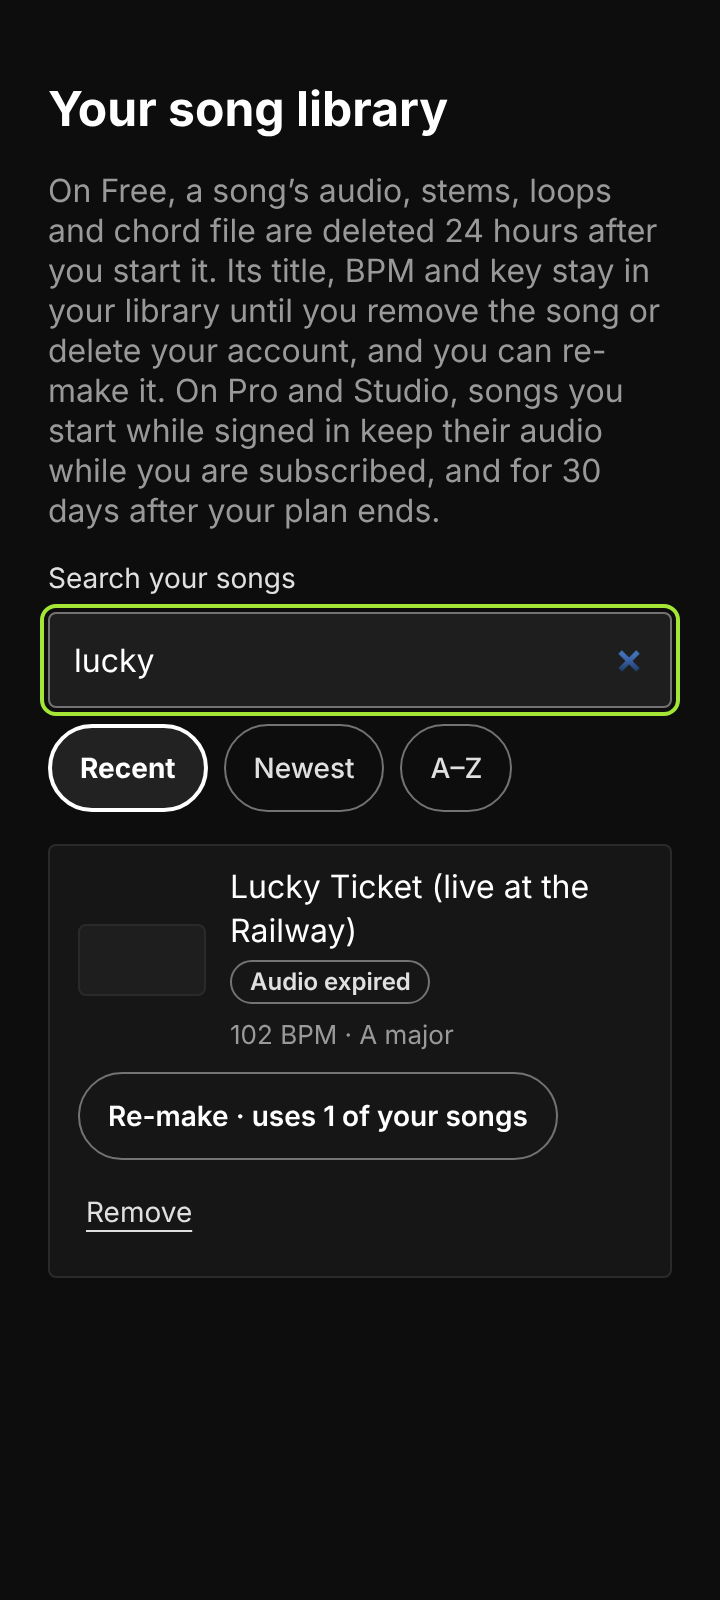 Your song library
On Free, a song’s audio, stems, loops
and chord file are deleted 24 hours after
you start it. Its title, BPM and key stay in
your library until you remove the song or
delete your account, and you can re-
make it. On Pro and Studio, songs you
start while signed in keep their audio
while you are subscribed, and for 30
days after your plan ends.
Search your songs
lucky
Recent Newest A–Z
Lucky Ticket (live at the
Railway)
Audio expired
102 BPM · A major
Re-make · uses 1 of your songs
Remove